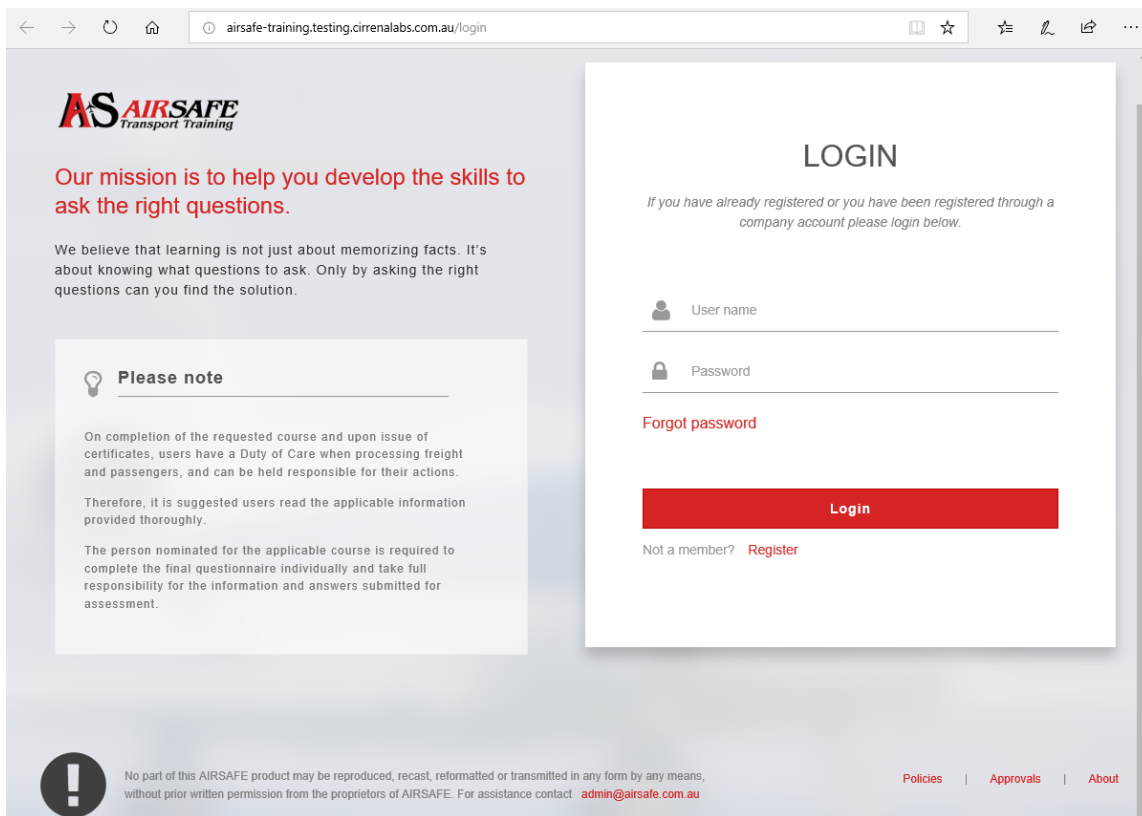 airsafe-training.testing.cirrenalabs.com.au/login
AS AIRSAFE
Transport Training
Our mission is to help you develop the skills to
ask the right questions.
We believe that learning is not just about memorizing facts. It's
about knowing what questions to ask. Only by asking the right
questions can you find the solution.
Please note
On completion of the requested course and upon issue of
certificates, users have a Duty of Care when processing freight
and passengers, and can be held responsible for their actions.
Therefore, it is suggested users read the applicable information
provided thoroughly.
The person nominated for the applicable course is required to
complete the final questionnaire individually and take full
responsibility for the information and answers submitted for
assessment.
LOGIN
If you have already registered or you have been registered through a
company account please login below.
User name
Password
Forgot password
Login
Not a member? Register
No part of this AIRSAFE product may be reproduced, recast, reformatted or transmitted in any form by any means,
without prior written permission from the proprietors of AIRSAFE. For assistance contact admin@airsafe.com.au
Policies | Approvals | About